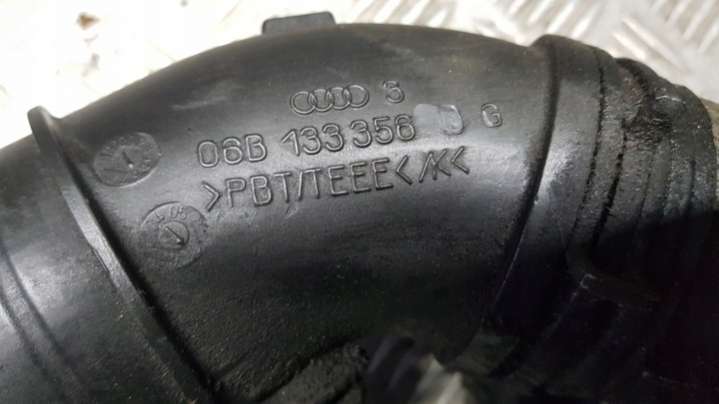 5
06B 133 356 G
>PBT/TEEE</K<